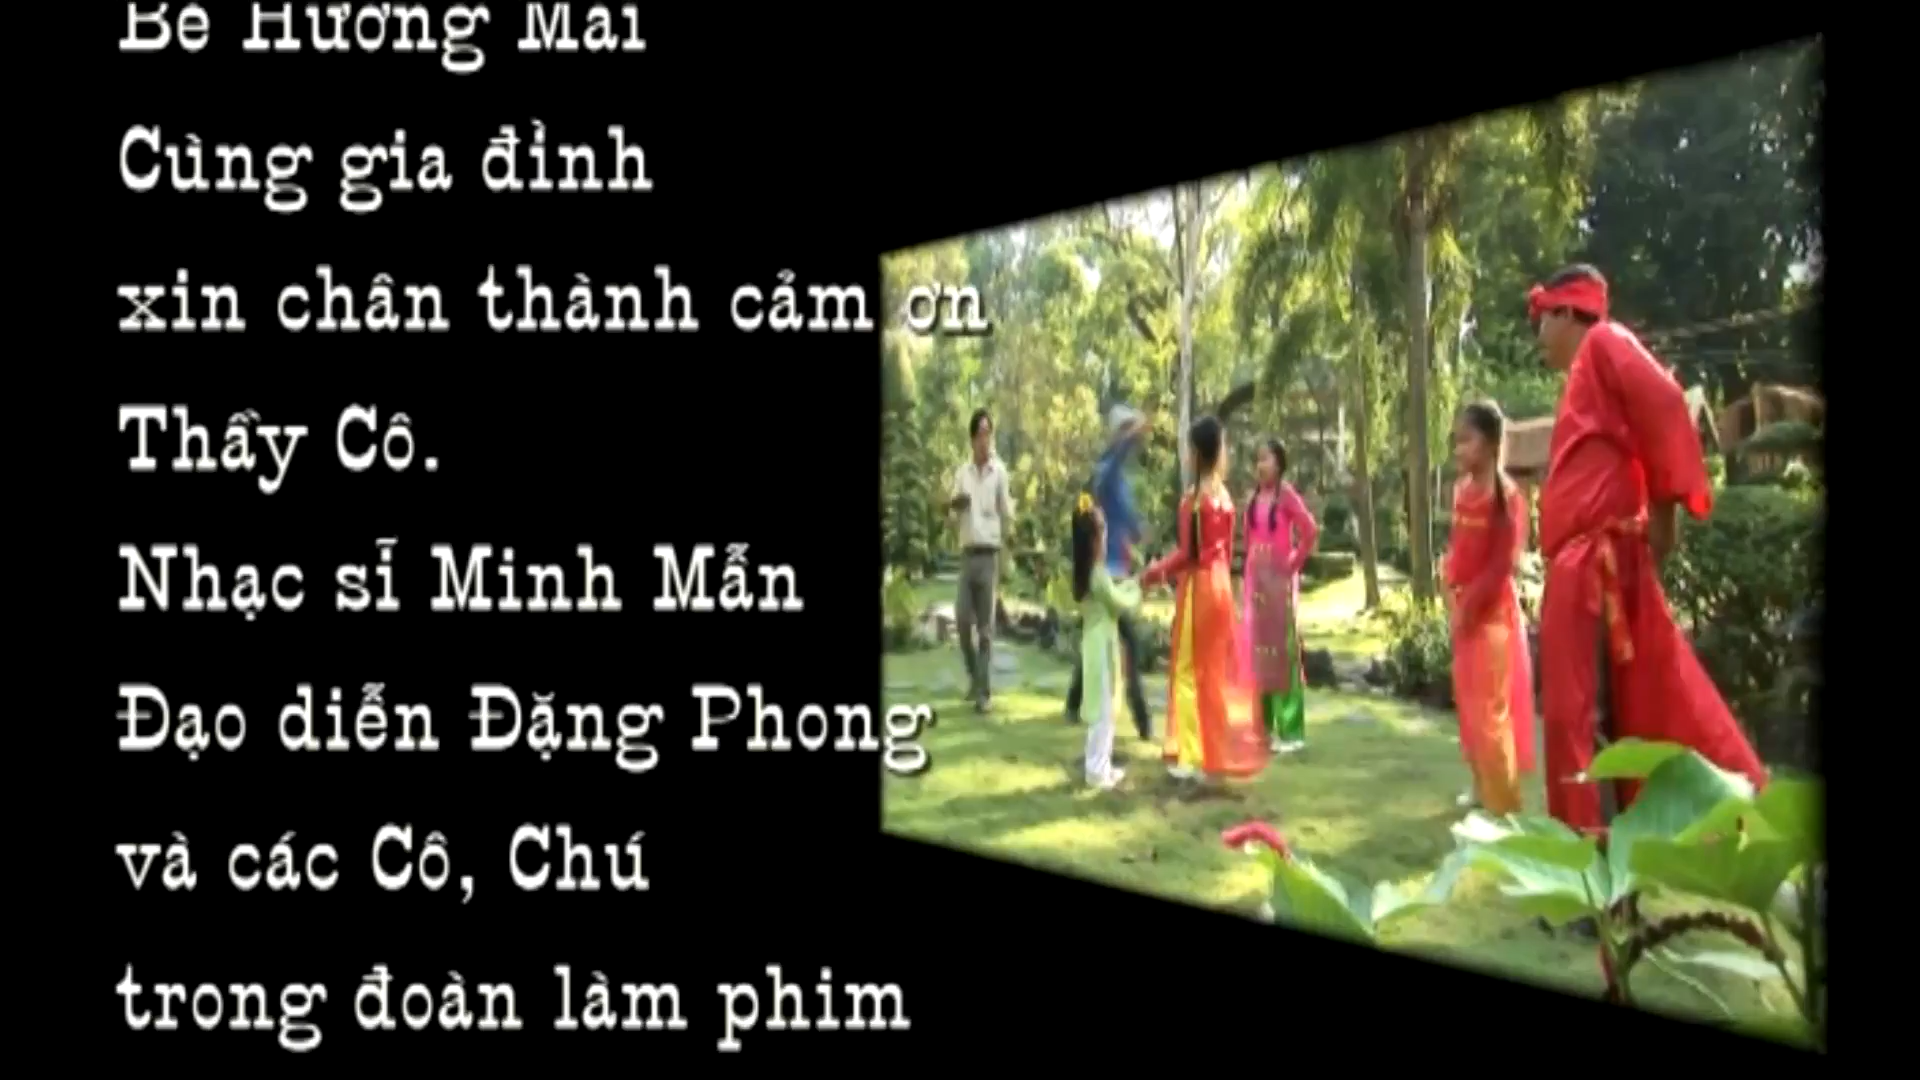 Bé Hương Mai
Cùng gia đỉnh
xin chân thành cảm ơn
Thầy Cô.
Nhạc sĩ Minh Mẫn
Đạo diễn Đặng Phong
và các Cô, Chú
trong đoàn làm phim